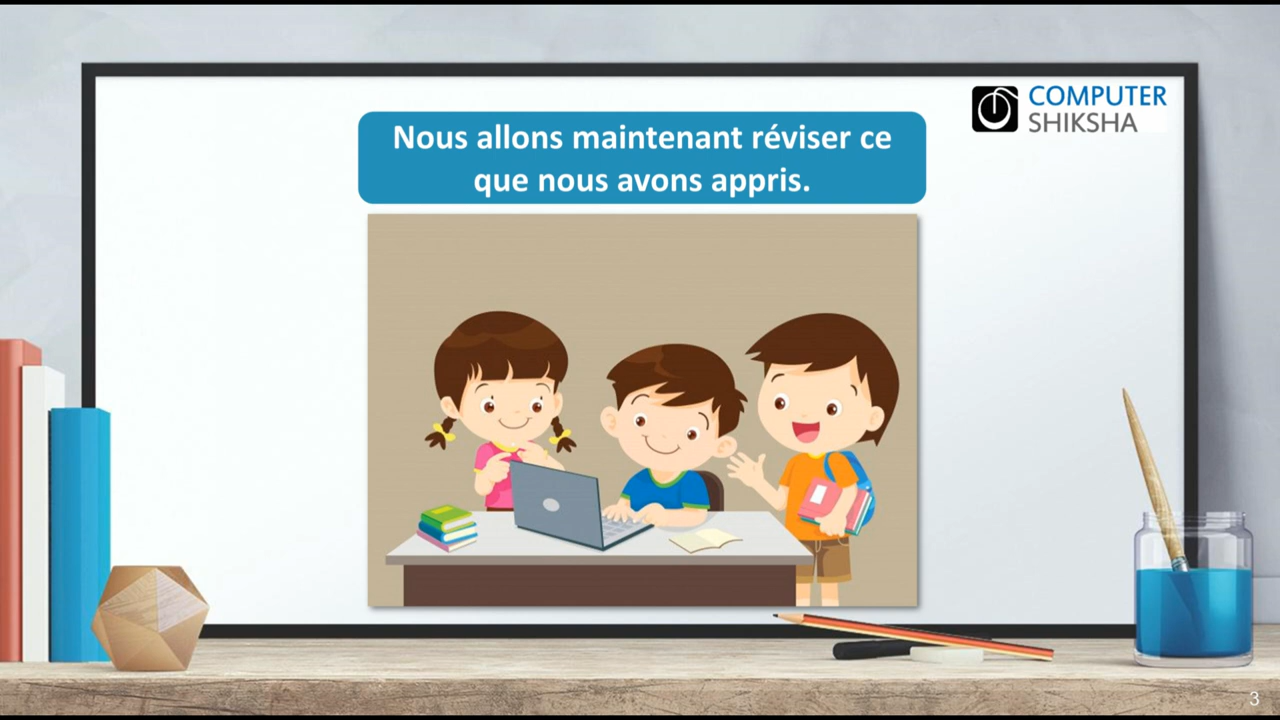 COMPUTER
SHIKSHA
Nous allons maintenant réviser ce
que nous avons appris.
3